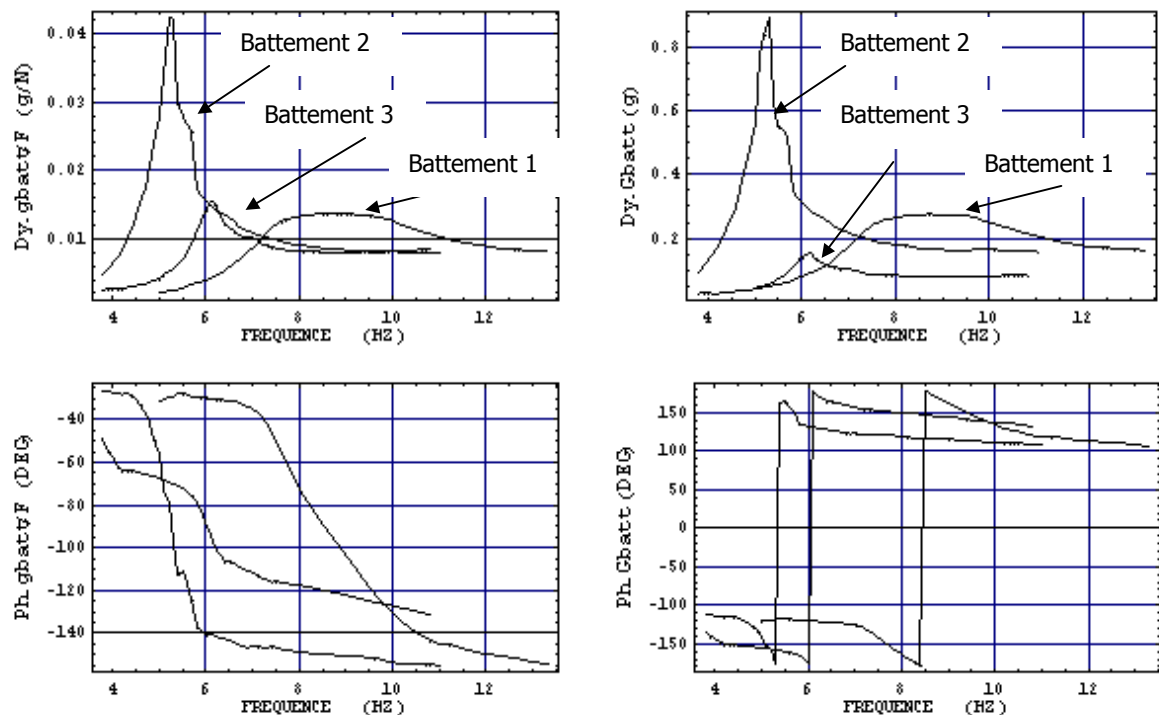 Dy.gbatt/F (g/N)
0.04
0.03
0.02
0.01
Battement 2
Battement 3
Battement 1
4 6 8 10 12
FREQUENCE (HZ)
Dy.Gbatt (g)
0.8
0.6
0.4
0.2
Battement 2
Battement 3
Battement 1
4 6 8 10 12
FREQUENCE (HZ)
Ph.gbatt/F (DEG)
-40
-60
-80
-100
-120
-140
4 6 8 10 12
FREQUENCE (HZ)
Ph.Gbatt (DEG)
150
100
50
0
-50
-100
-150
4 6 8 10 12
FREQUENCE (HZ)